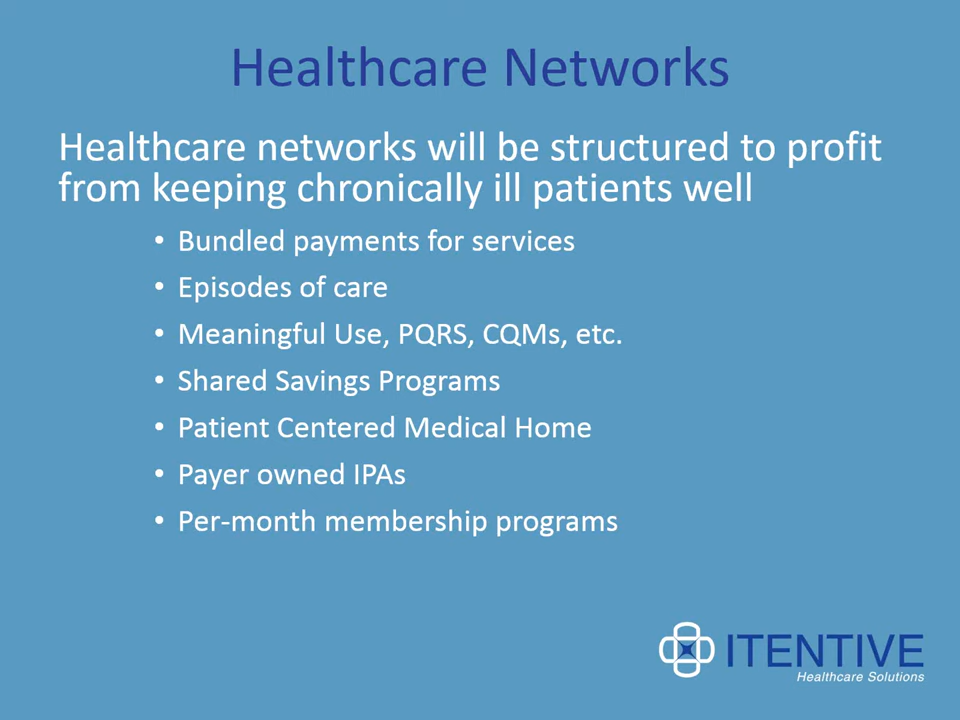 Healthcare Networks
Healthcare networks will be structured to profit
from keeping chronically ill patients well
• Bundled payments for services
• Episodes of care
• Meaningful Use, PQRS, CQMs, etc.
• Shared Savings Programs
• Patient Centered Medical Home
• Payer owned IPAs
• Per-month membership programs
ITENTIVE
Healthcare Solutions